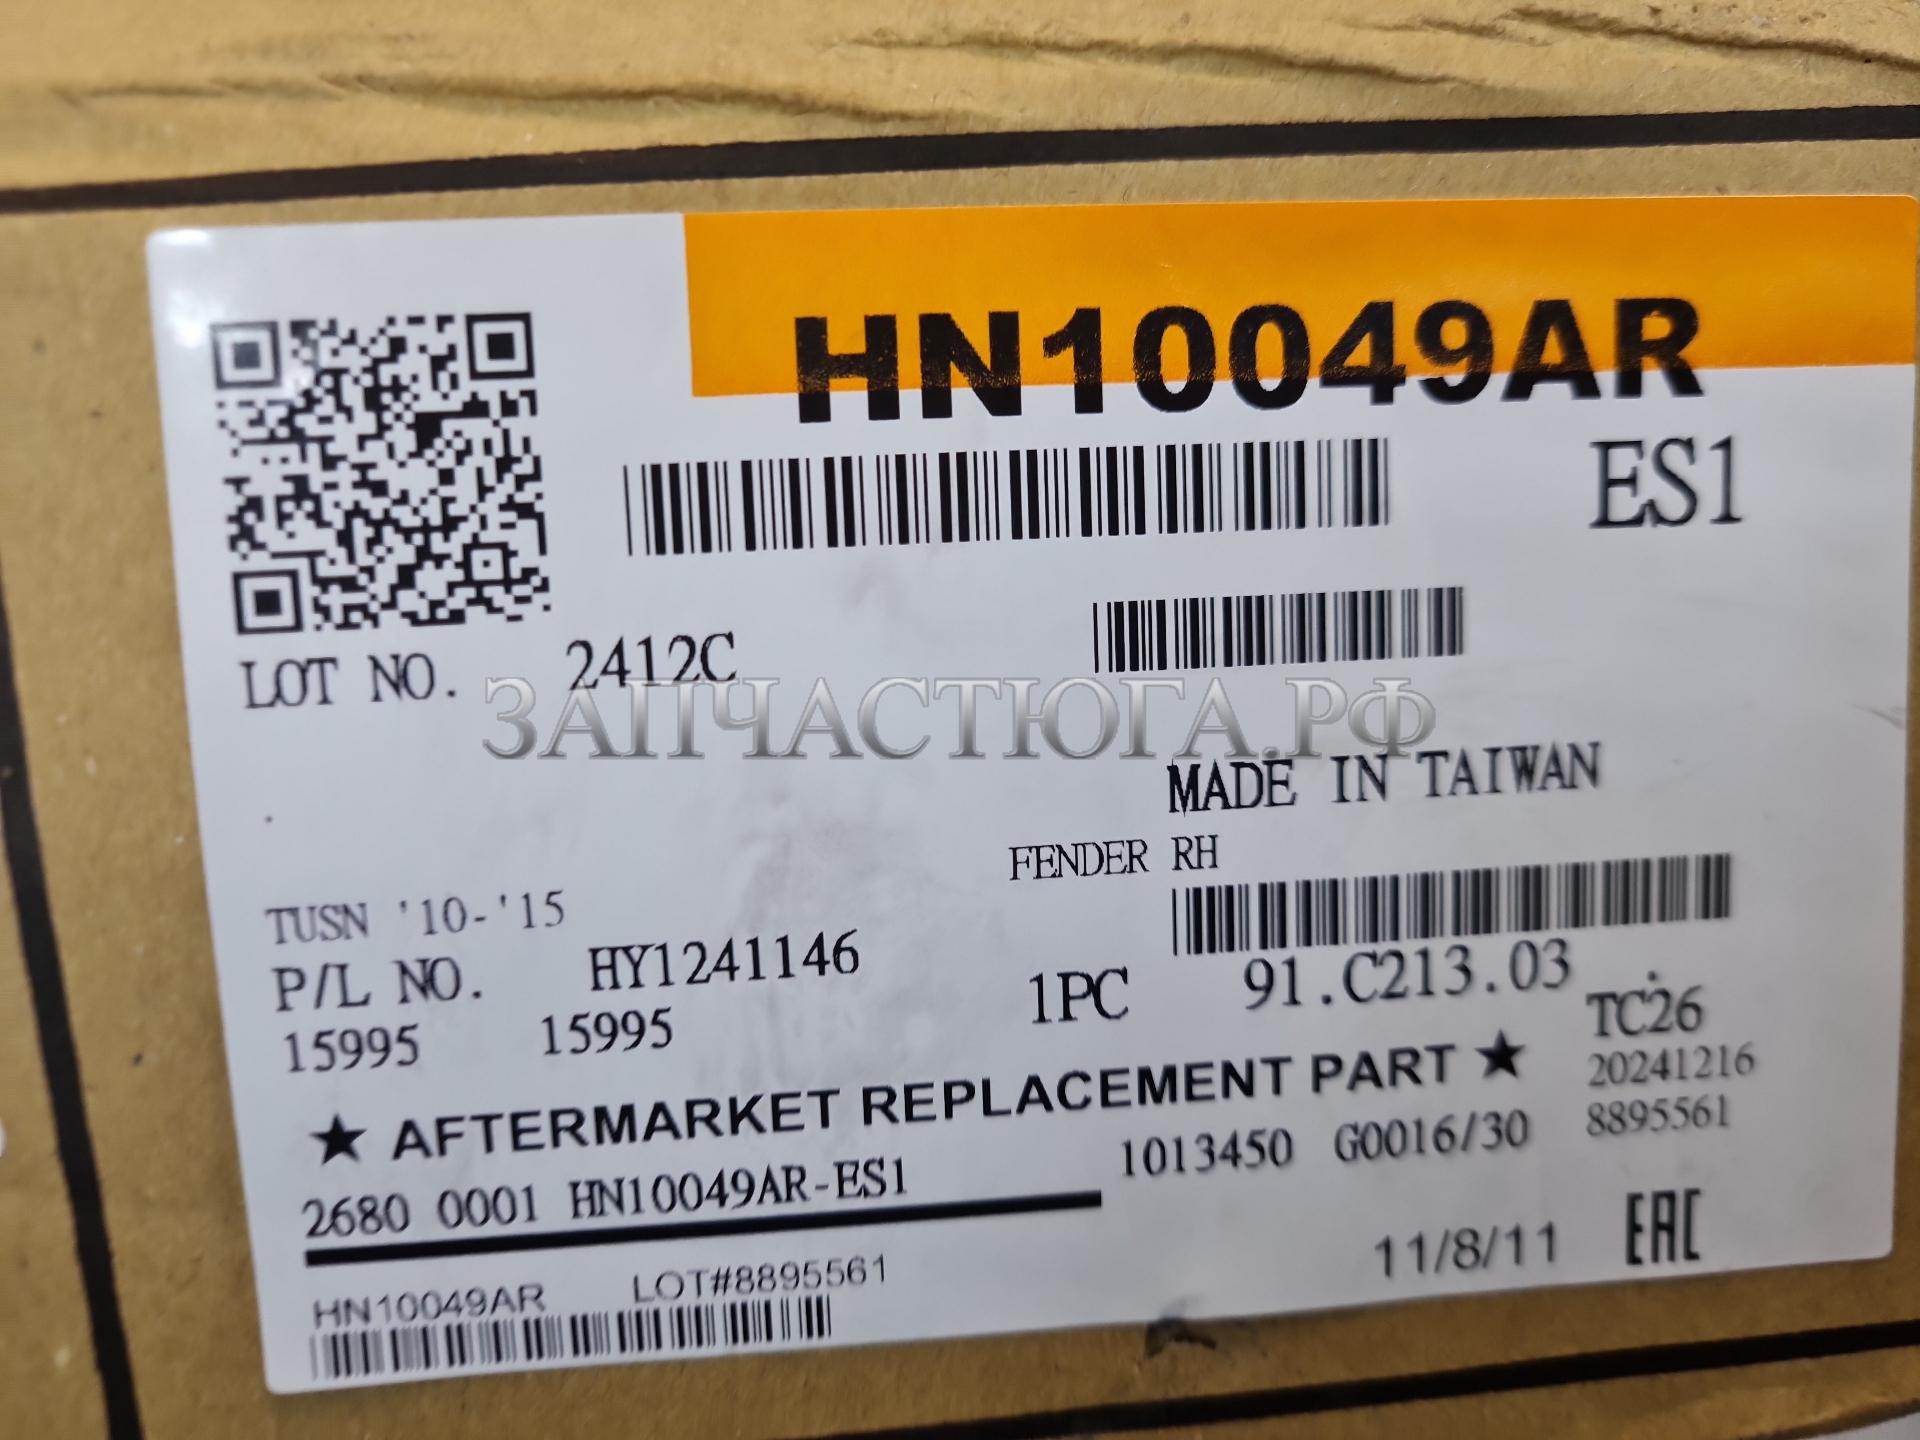 HN10049AR
ES1
LOT NO. 2412C
ЗАПЧАСТЮГА.РФ
MADE IN TAIWAN
FENDER RH
TUSN '10-'15
P/L NO. HY1241146
1PC 91.C213.03
15995 15995
TC26
★ AFTERMARKET REPLACEMENT PART ★
20241216
2680 0001 HN10049AR-ES1
1013450 G0016/30
8895561
HN10049AR LOT#8895561
11/8/11
EAC